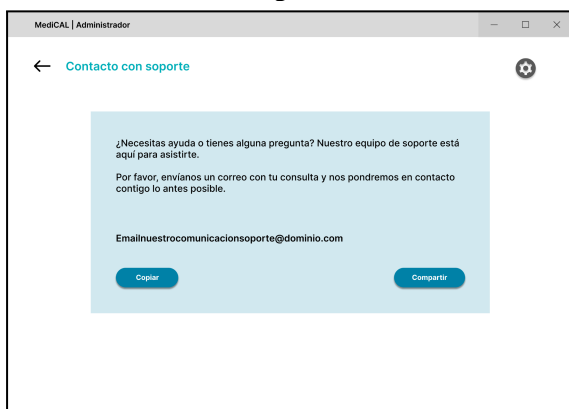 MediCAL | Administrador
Contacto con soporte
¿Necesitas ayuda o tienes alguna pregunta? Nuestro equipo de soporte está
aquí para asistirte.
Por favor, envíanos un correo con tu consulta y nos pondremos en contacto
contigo lo antes posible.
Emailnuestrocomunicacionsoporte@dominio.com
Copiar
Compartir